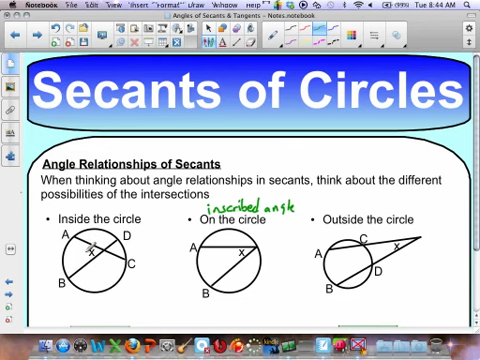 Notebook File Edit View Insert Format Draw Window Help
(99%) Tue 8:44 AM
Angles of Secants & Tangents - Notes.notebook
Secants of Circles
Angle Relationships of Secants
When thinking about angle relationships in secants, think about the different
possibilities of the intersections
inscribed angle
• Inside the circle • On the circle • Outside the circle
A D x B C
A x B
A C x D B